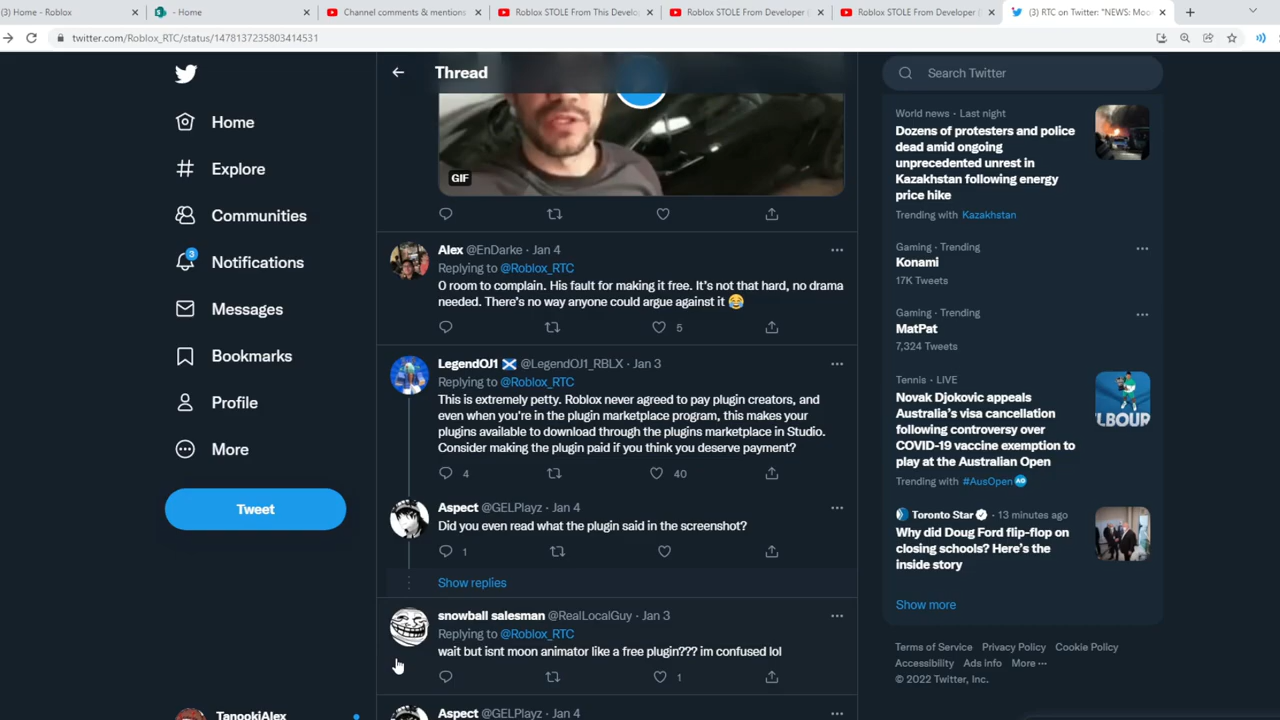 (3) Home - Roblox
- Home
Channel comments & mentions
Roblox STOLE From This Develo
Roblox STOLE From Developer (
Roblox STOLE From Developer (
(3) RTC on Twitter: "NEWS: Moo
twitter.com/Roblox_RTC/status/1478137235803414531
Home
Explore
Communities
3
Notifications
Messages
Bookmarks
Profile
More
Tweet
TanookiAlex
Thread
GIF
Alex @EnDarke · Jan 4
Replying to @Roblox_RTC
0 room to complain. His fault for making it free. It's not that hard, no drama
needed. There's no way anyone could argue against it 😂
5
LegendOJ1 🏴󠁧󠁢󠁳󠁣󠁴󠁿 @LegendOJ1_RBLX · Jan 3
Replying to @Roblox_RTC
This is extremely petty. Roblox never agreed to pay plugin creators, and
even when you're in the plugin marketplace program, this makes your
plugins available to download through the plugins marketplace in Studio.
Consider making the plugin paid if you think you deserve payment?
4 40
Aspect @GELPlayz · Jan 4
Did you even read what the plugin said in the screenshot?
1
Show replies
snowball salesman @RealLocalGuy · Jan 3
Replying to @Roblox_RTC
wait but isnt moon animator like a free plugin??? im confused lol
1
Aspect @GELPlayz · Jan 4
Search Twitter
World news · Last night
Dozens of protesters and police
dead amid ongoing
unprecedented unrest in
Kazakhstan following energy
price hike
Trending with Kazakhstan
Gaming · Trending
Konami
17K Tweets
Gaming · Trending
MatPat
7,324 Tweets
Tennis · LIVE
Novak Djokovic appeals
Australia's visa cancellation
following controversy over
COVID-19 vaccine exemption to
play at the Australian Open
Trending with #AusOpen AO
LBOUR
Toronto Star · 13 minutes ago
Why did Doug Ford flip-flop on
closing schools? Here's the
inside story
Show more
Terms of Service Privacy Policy Cookie Policy
Accessibility Ads info More ···
© 2022 Twitter, Inc.